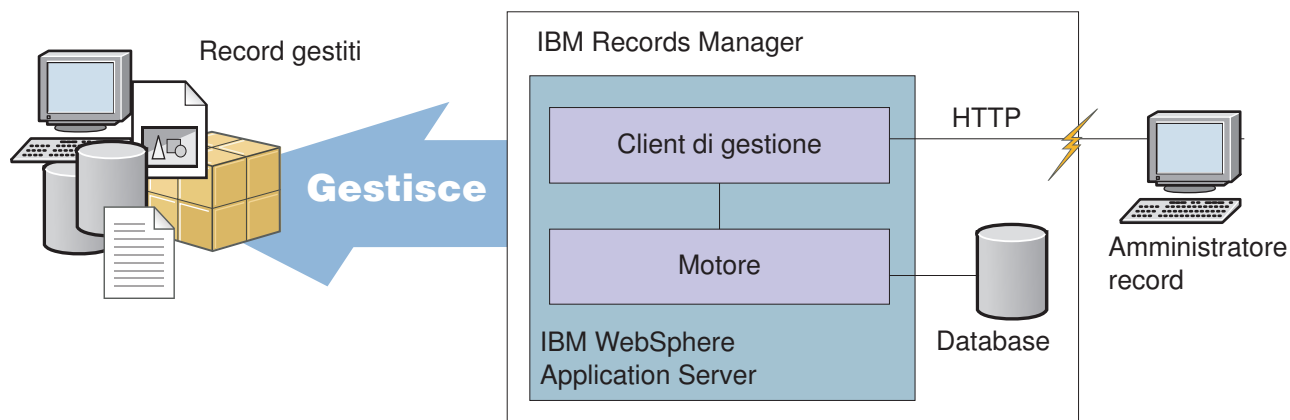 Record gestiti
Gestisce
IBM Records Manager
Client di gestione
Motore
IBM WebSphere
Application Server
HTTP
Database
Amministratore
record